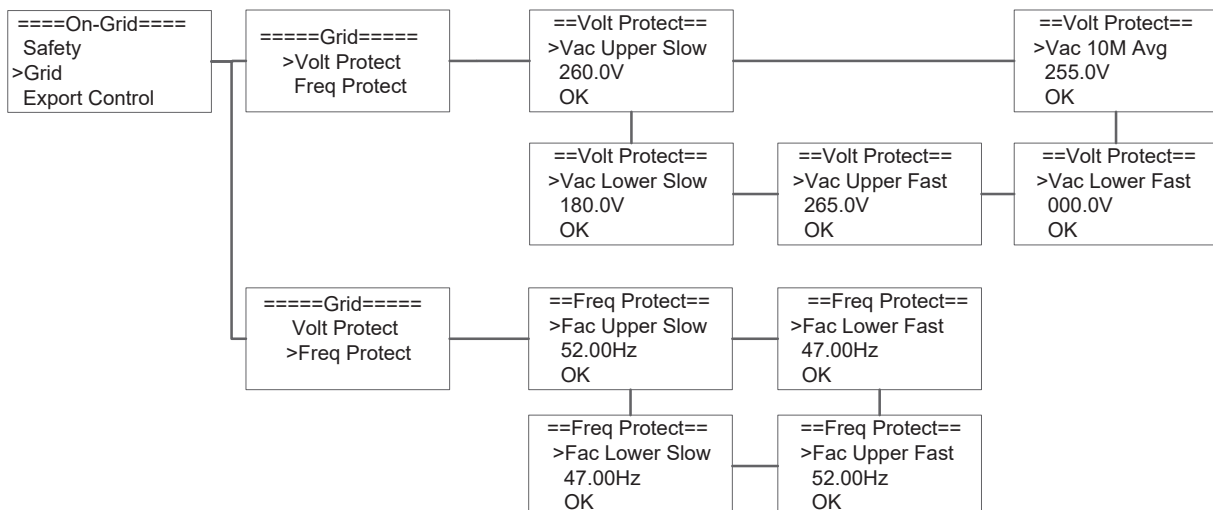 ====On-Grid====
Safety
>Grid
Export Control
=====Grid=====
>Volt Protect
Freq Protect
==Volt Protect==
>Vac Upper Slow
260.0V
OK
==Volt Protect==
>Vac 10M Avg
255.0V
OK
==Volt Protect==
>Vac Lower Slow
180.0V
OK
==Volt Protect==
>Vac Upper Fast
265.0V
OK
==Volt Protect==
>Vac Lower Fast
000.0V
OK
=====Grid=====
Volt Protect
>Freq Protect
==Freq Protect==
>Fac Upper Slow
52.00Hz
OK
==Freq Protect==
>Fac Lower Fast
47.00Hz
OK
==Freq Protect==
>Fac Lower Slow
47.00Hz
OK
==Freq Protect==
>Fac Upper Fast
52.00Hz
OK